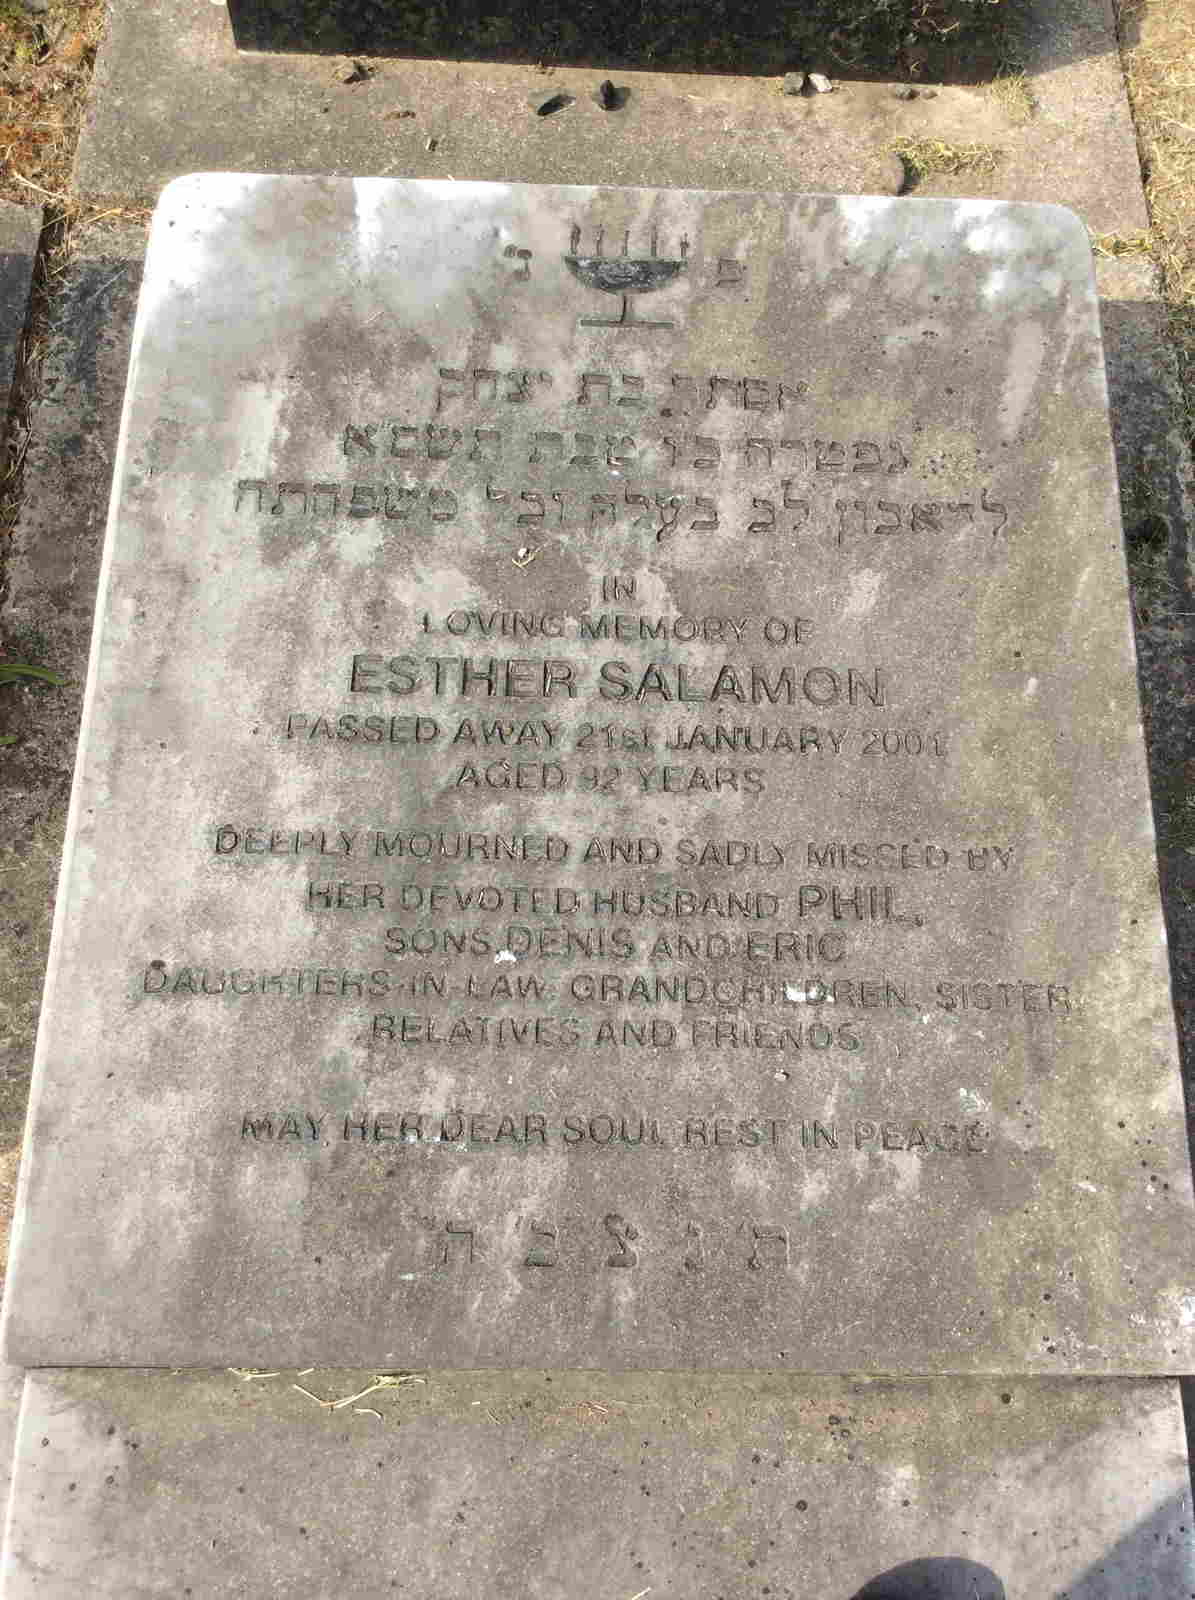 פ נ
אסתר בת יצחק
נפטרה כו טבת תשס״א
לדאבון לב בעלה וכל משפחתה
IN
LOVING MEMORY OF
ESTHER SALAMON
PASSED AWAY 21st JANUARY 2001
AGED 92 YEARS
DEEPLY MOURNED AND SADLY MISSED BY
HER DEVOTED HUSBAND PHIL,
SONS DENIS AND ERIC
DAUGHTERS-IN-LAW, GRANDCHILDREN, SISTER
RELATIVES AND FRIENDS
MAY HER DEAR SOUL REST IN PEACE
ת׳ נ׳ צ׳ ב׳ ה׳